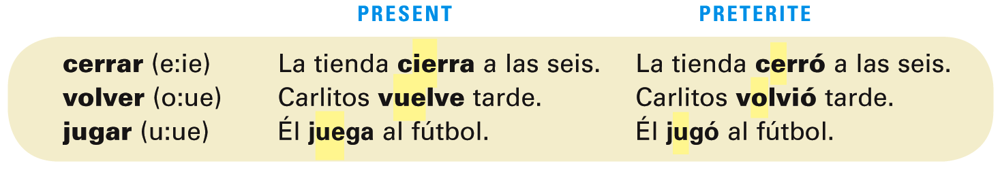 PRESENT PRETERITE
cerrar (e:ie) La tienda cierra a las seis. La tienda cerró a las seis.
volver (o:ue) Carlitos vuelve tarde. Carlitos volvió tarde.
jugar (u:ue) Él juega al fútbol. Él jugó al fútbol.